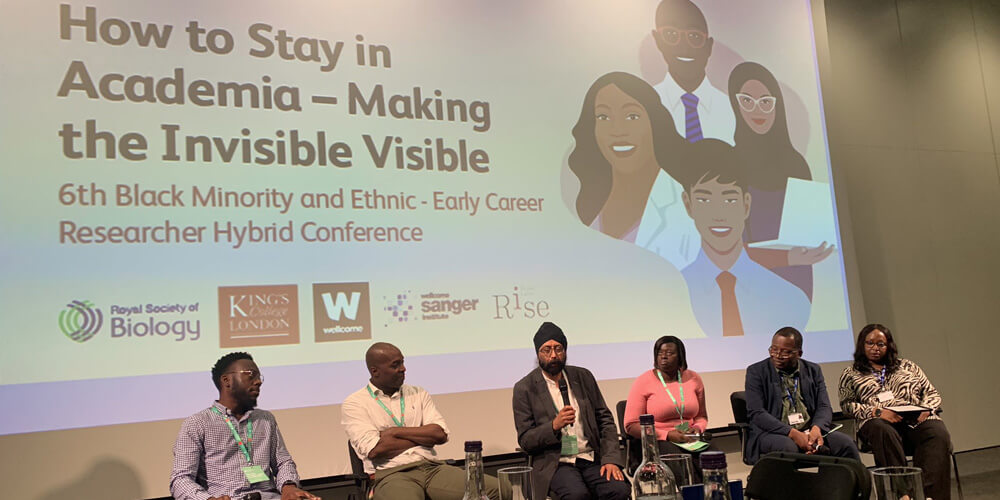 How to Stay in
Academia – Making
the Invisible Visible
6th Black Minority and Ethnic - Early Career
Researcher Hybrid Conference
Royal Society of
Biology
KING'S
College
LONDON
W
wellcome
wellcome
sanger
institute
Rise